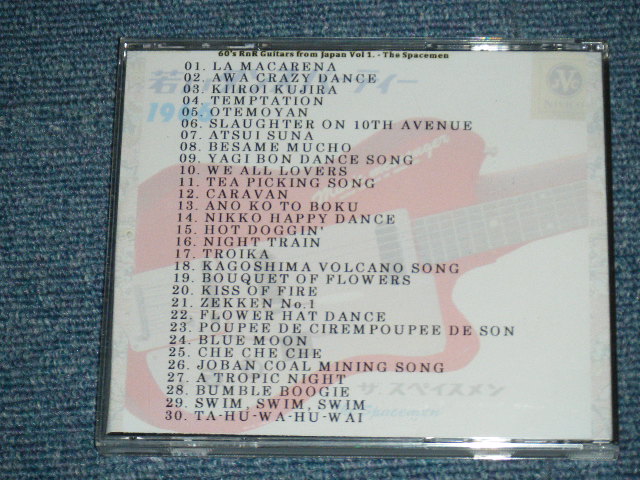 60's RnR Guitars from Japan Vol 1. - The Spacemen
01. LA MACARENA
02. AWA CRAZY DANCE
03. KIIROI KUJIRA
04. TEMPTATION
05. OTEMOYAN
06. SLAUGHTER ON 10TH AVENUE
07. ATSUI SUNA
08. BESAME MUCHO
09. YAGI BON DANCE SONG
10. WE ALL LOVERS
11. TEA PICKING SONG
12. CARAVAN
13. ANO KO TO BOKU
14. NIKKO HAPPY DANCE
15. HOT DOGGIN'
16. NIGHT TRAIN
17. TROIKA
18. KAGOSHIMA VOLCANO SONG
19. BOUQUET OF FLOWERS
20. KISS OF FIRE
21. ZEKKEN No.1
22. FLOWER HAT DANCE
23. POUPEE DE CIREMPOUPEE DE SON
24. BLUE MOON
25. CHE CHE CHE
26. JOBAN COAL MINING SONG
27. A TROPIC NIGHT
28. BUMBLE BOOGIE
29. SWIM, SWIM, SWIM
30. TA-HU-WA-HU-WAI
ザ. スペイスメン
Spacemen